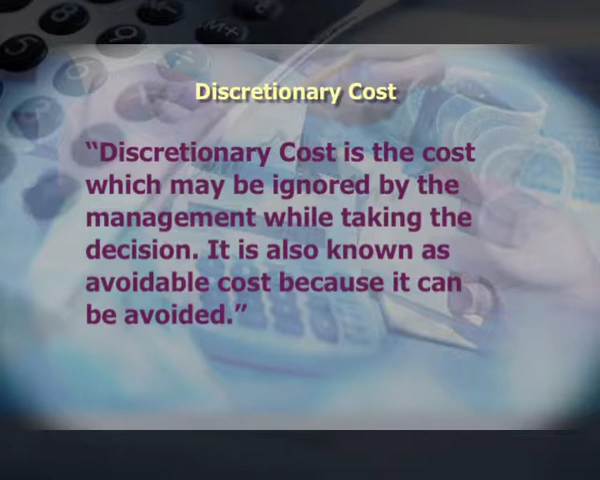 Discretionary Cost
“Discretionary Cost is the cost
which may be ignored by the
management while taking the
decision. It is also known as
avoidable cost because it can
be avoided.”